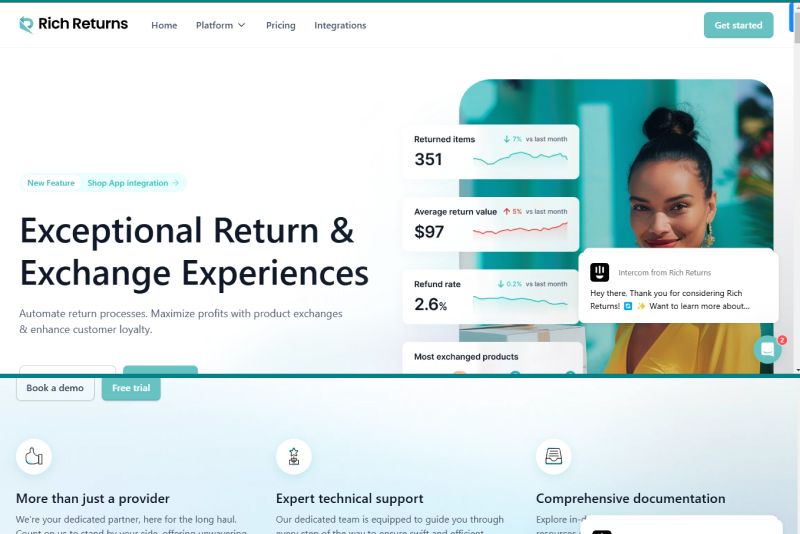 Rich Returns
Home
Platform
Pricing
Integrations
Get started
New Feature
Shop App integration →
Exceptional Return &
Exchange Experiences
Automate return processes. Maximize profits with product exchanges
& enhance customer loyalty.
Returned items
↓ 7% vs last month
351
Average return value
↑ 5% vs last month
$97
Refund rate
↓ 0.2% vs last month
2.6%
Most exchanged products
Intercom from Rich Returns
Hey there, Thank you for considering Rich
Returns! 🔄 ✨ Want to learn more about...
2
Book a demo
Free trial
More than just a provider
We're your dedicated partner, here for the long haul.
Count on us to stand by your side, offering unwavering
Expert technical support
Our dedicated team is equipped to guide you through
every step of the way to ensure swift and efficient
Comprehensive documentation
Explore in-d
resources